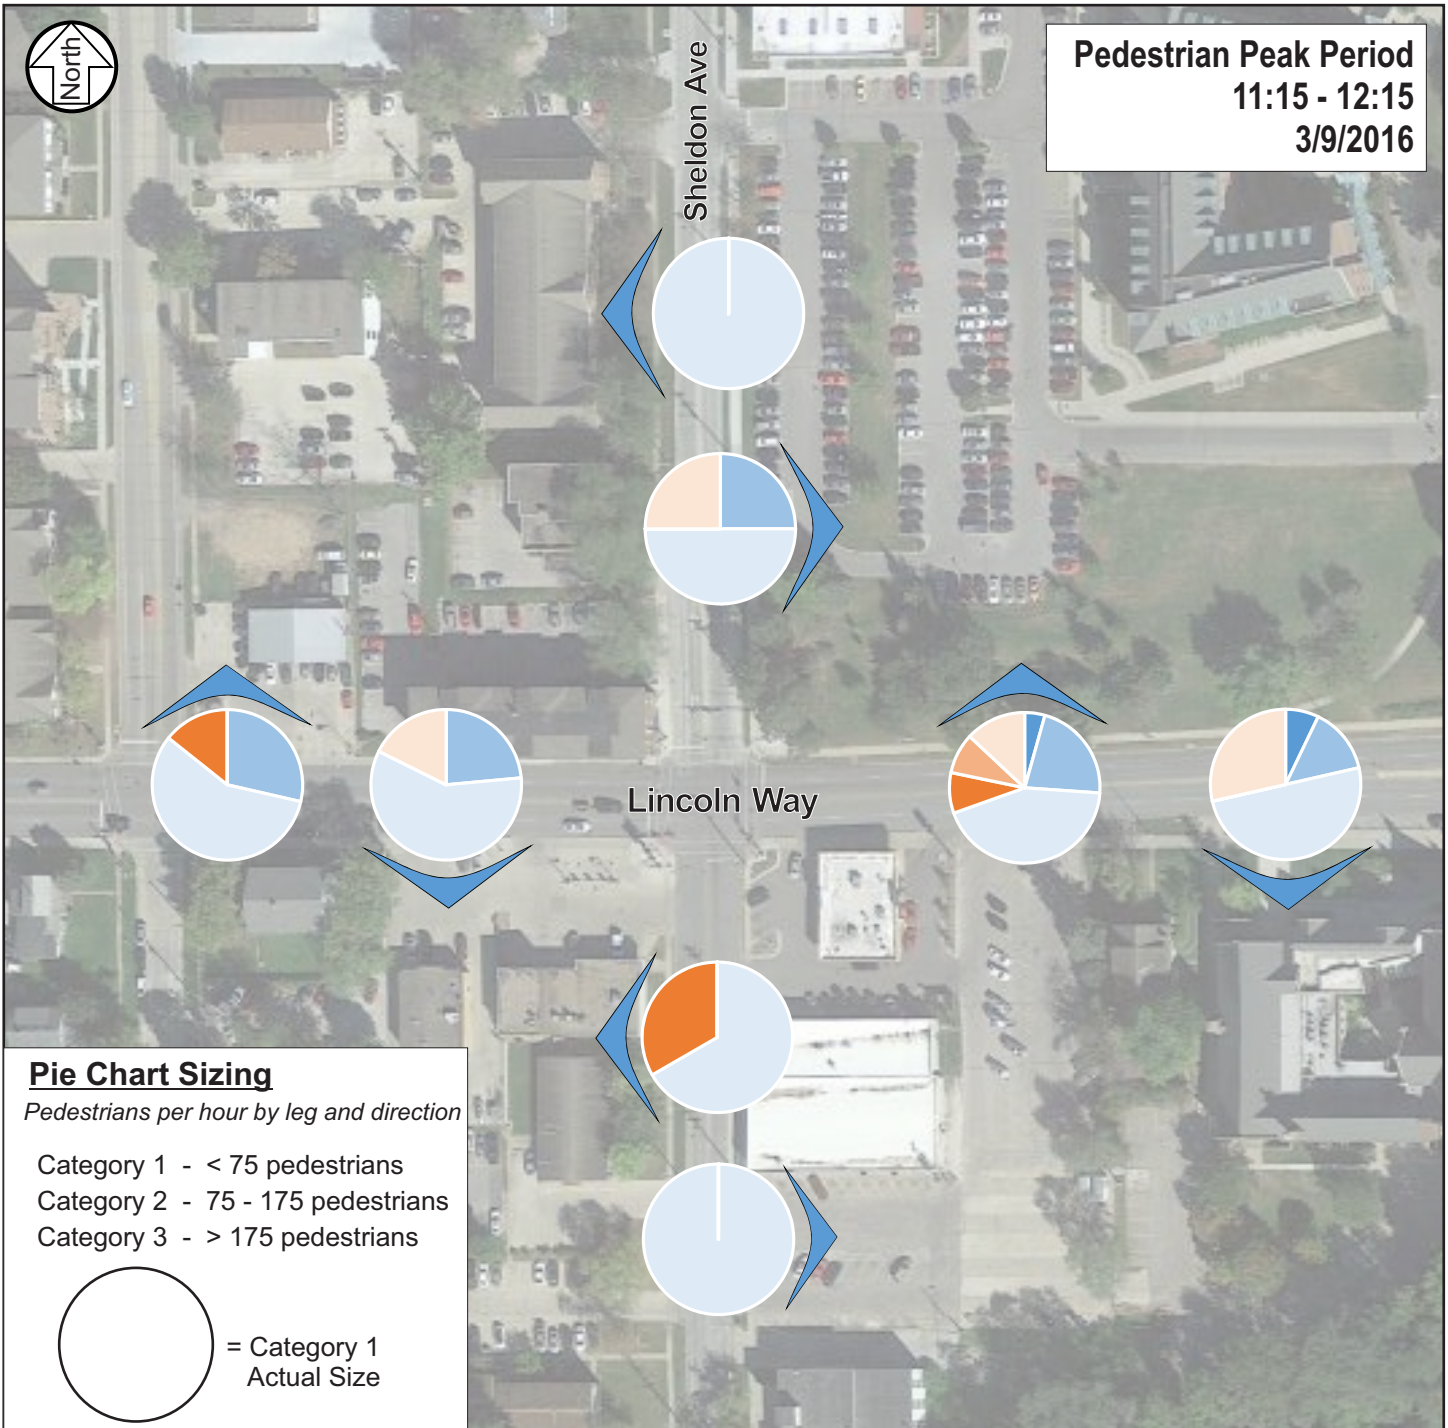 North
Sheldon Ave
Pedestrian Peak Period
11:15 - 12:15
3/9/2016
Lincoln Way
Pie Chart Sizing
Pedestrians per hour by leg and direction
Category 1 - < 75 pedestrians
Category 2 - 75 - 175 pedestrians
Category 3 - > 175 pedestrians
= Category 1
Actual Size